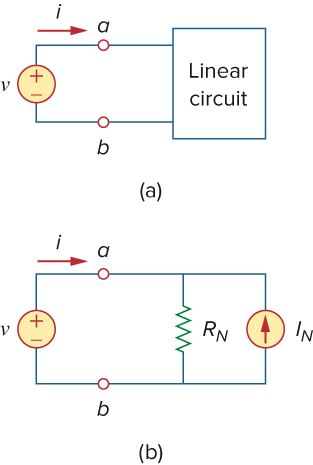 i
a
+
v
−
Linear
circuit
b
(a)
i
a
+
v
−
R_N
I_N
b
(b)